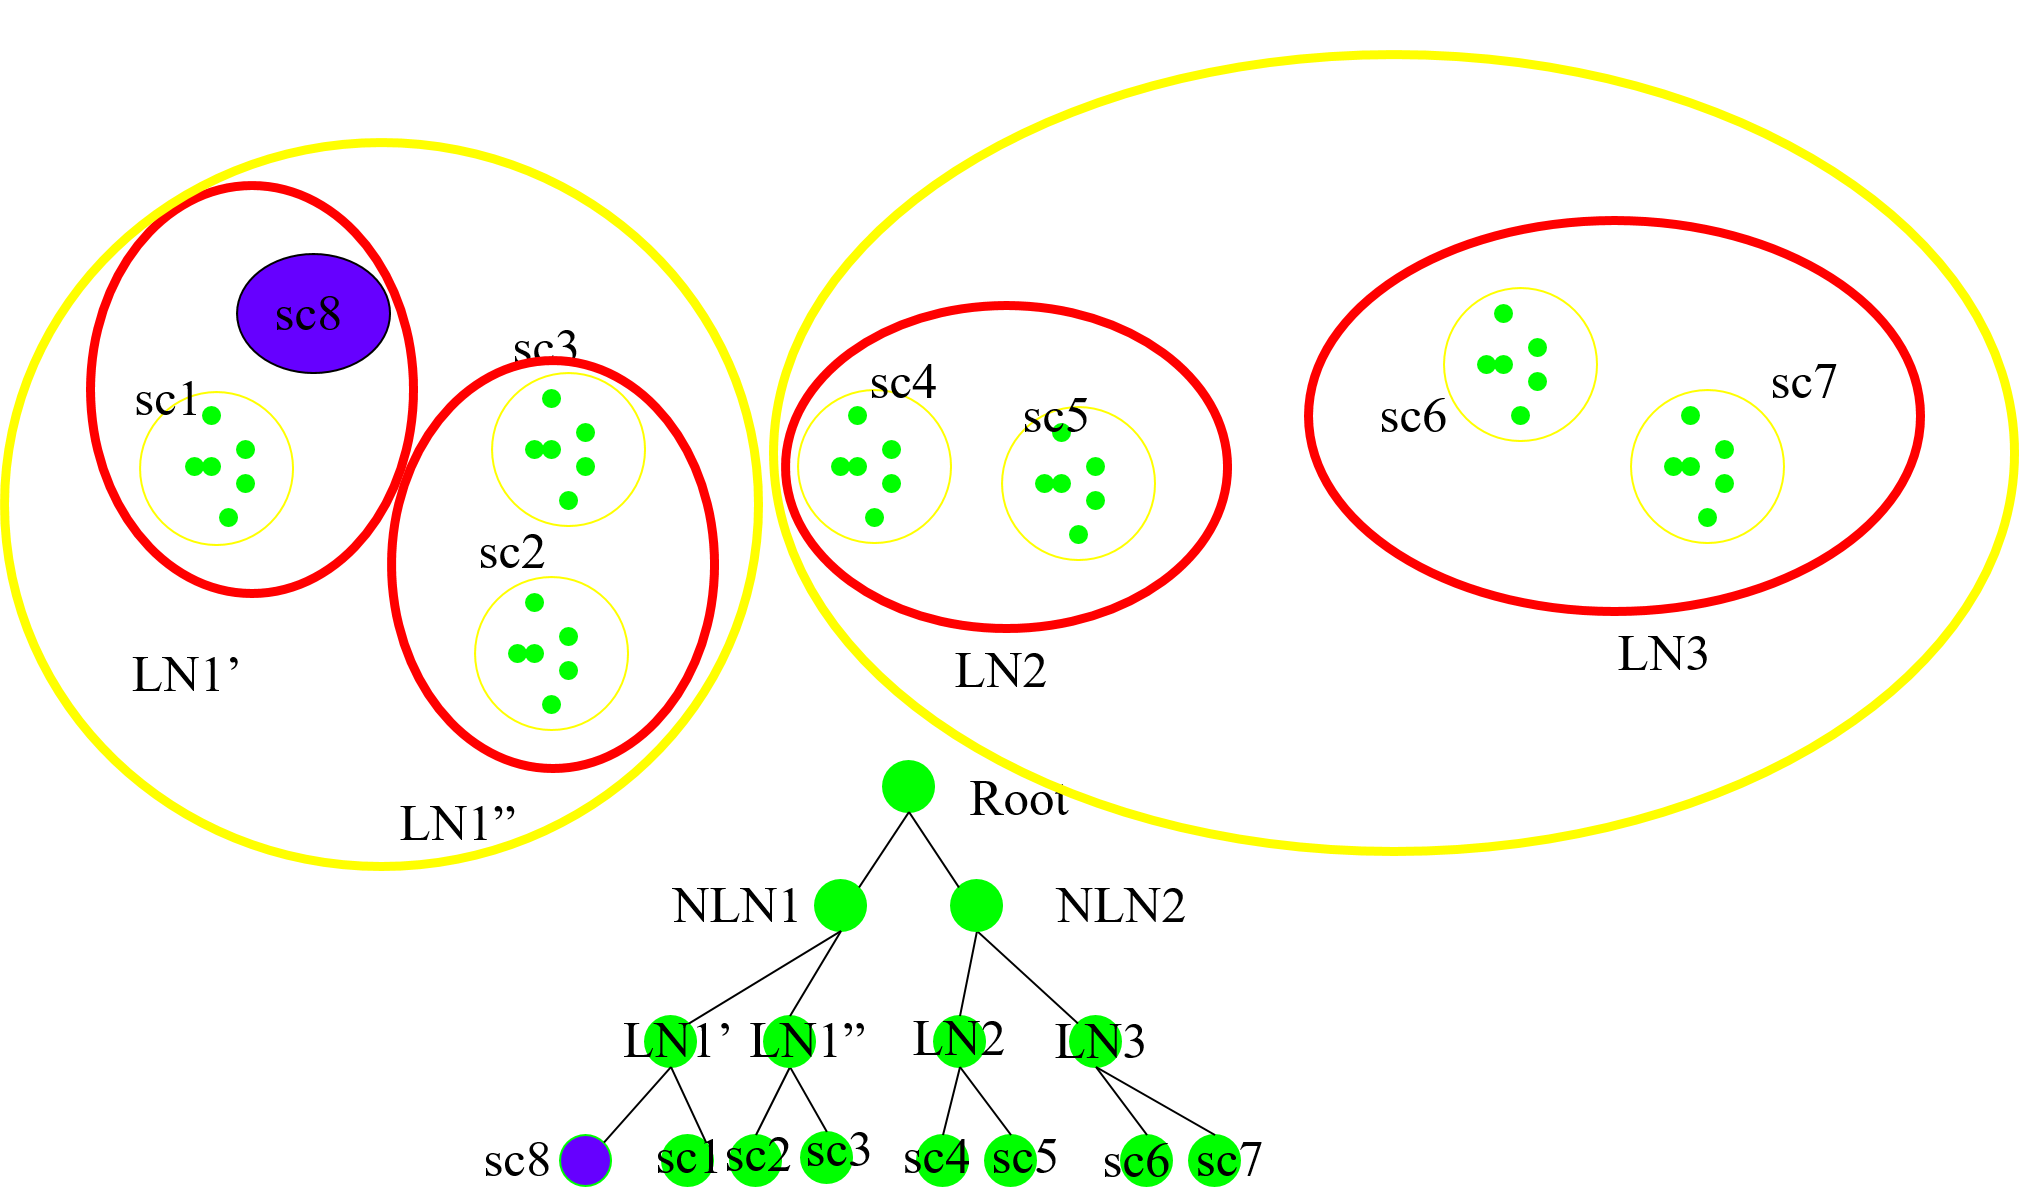 sc8
sc3
sc1
sc4
sc5
sc6
sc7
sc2
LN1’
LN2
LN3
LN1”
Root
NLN1
NLN2
LN1’
LN1”
LN2
LN3
sc8
sc1
sc2
sc3
sc4
sc5
sc6
sc7